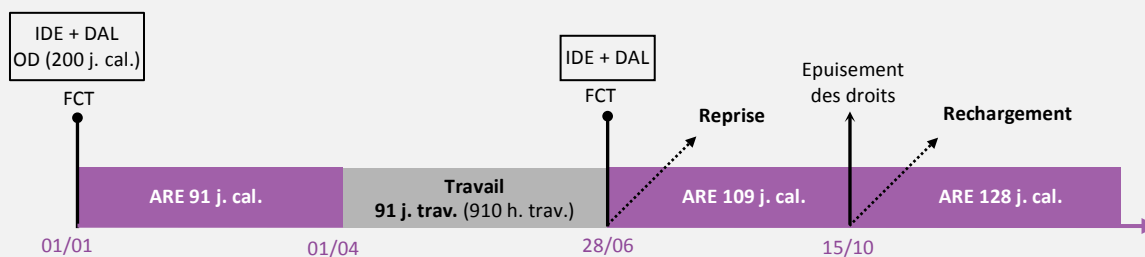 IDE + DAL
OD (200 j. cal.)
FCT
IDE + DAL
FCT
Epuisement
des droits
Reprise
Rechargement
ARE 91 j. cal.
Travail
91 j. trav. (910 h. trav.)
ARE 109 j. cal.
ARE 128 j. cal.
01/01
01/04
28/06
15/10